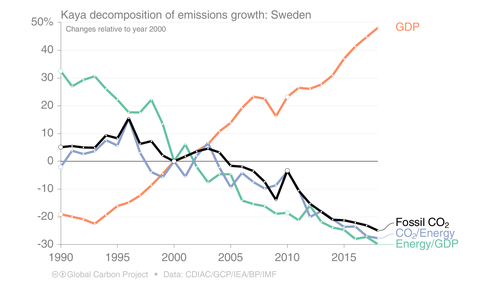 Kaya decomposition of emissions growth: Sweden
Changes relative to year 2000
50%
40
30
20
10
0
-10
-20
-30
1990
1995
2000
2005
2010
2015
GDP
Fossil CO₂
CO₂/Energy
Energy/GDP
Global Carbon Project • Data: CDIAC/GCP/IEA/BP/IMF